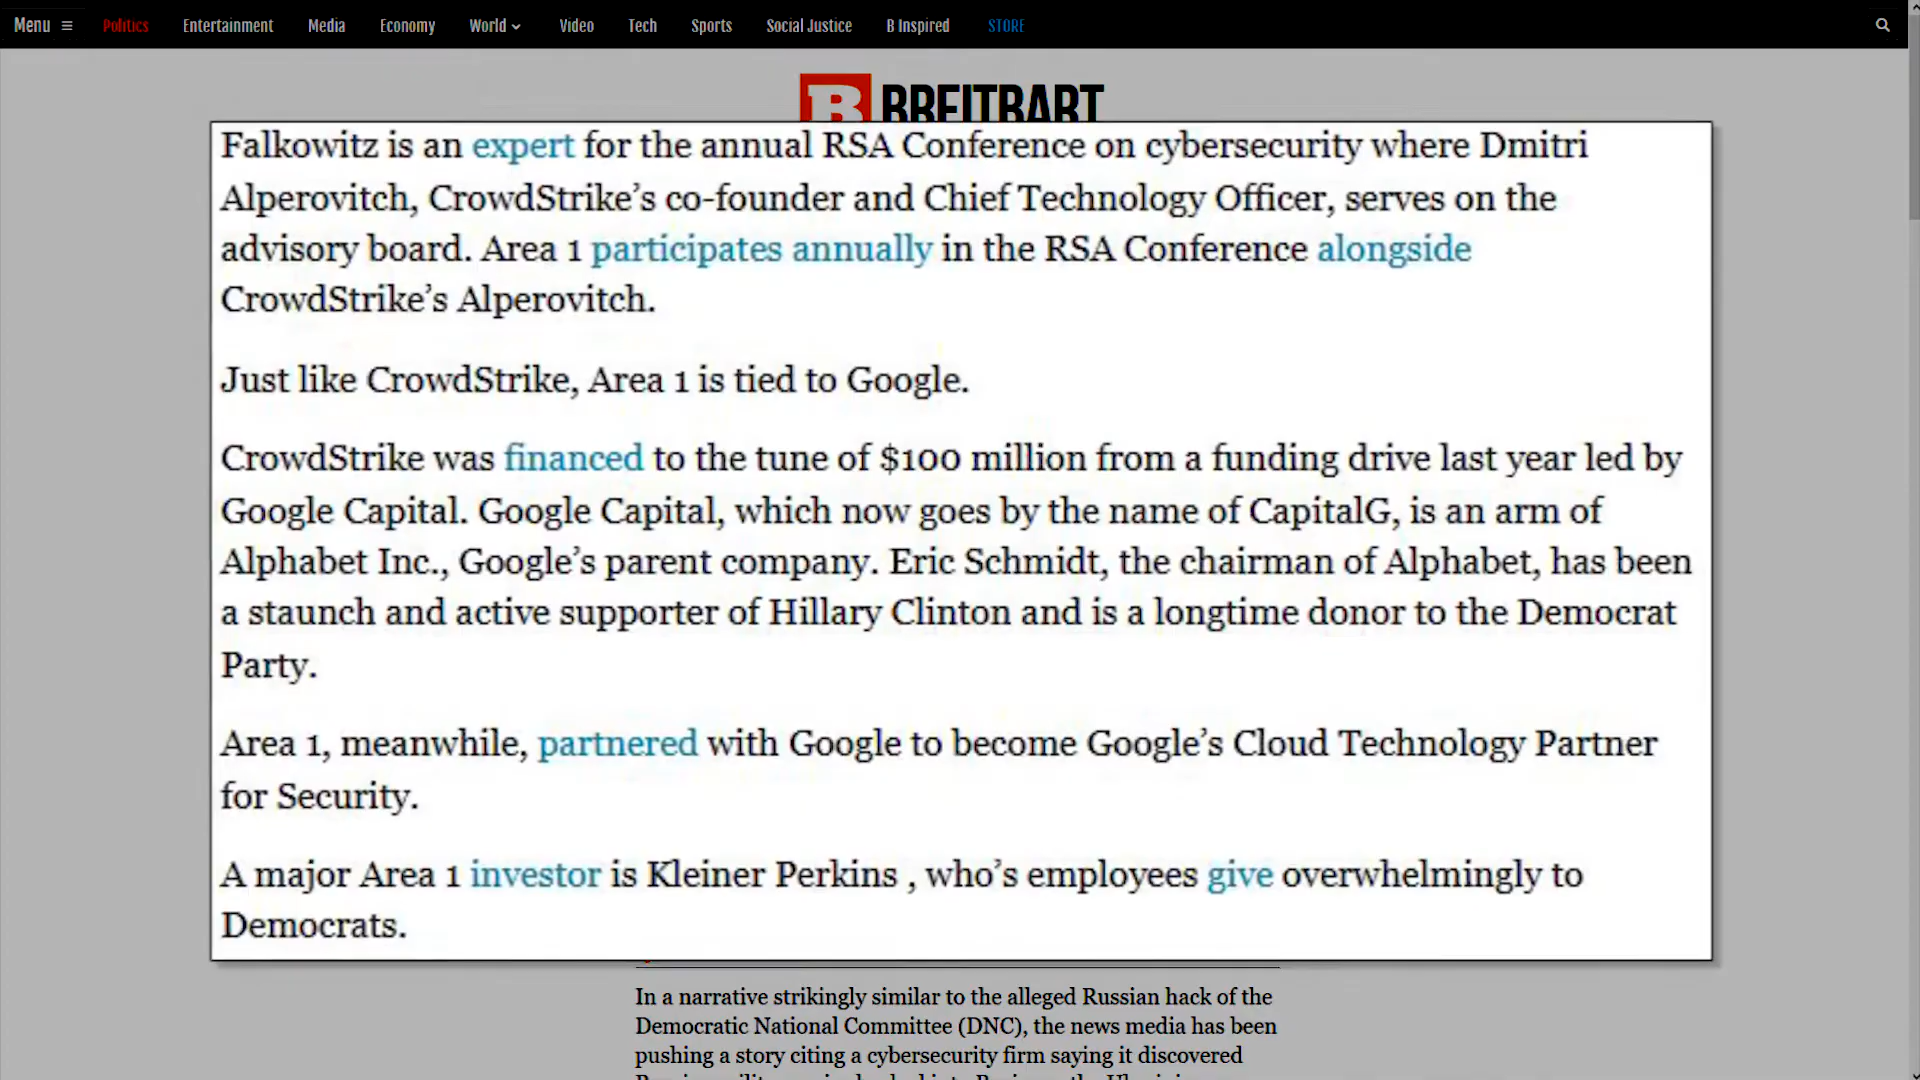 Menu Politics Entertainment Media Economy World Video Tech Sports Social Justice B Inspired STORE
B BREITBART
Falkowitz is an expert for the annual RSA Conference on cybersecurity where Dmitri
Alperovitch, CrowdStrike’s co-founder and Chief Technology Officer, serves on the
advisory board. Area 1 participates annually in the RSA Conference alongside
CrowdStrike’s Alperovitch.
Just like CrowdStrike, Area 1 is tied to Google.
CrowdStrike was financed to the tune of $100 million from a funding drive last year led by
Google Capital. Google Capital, which now goes by the name of CapitalG, is an arm of
Alphabet Inc., Google’s parent company. Eric Schmidt, the chairman of Alphabet, has been
a staunch and active supporter of Hillary Clinton and is a longtime donor to the Democrat
Party.
Area 1, meanwhile, partnered with Google to become Google’s Cloud Technology Partner
for Security.
A major Area 1 investor is Kleiner Perkins , who’s employees give overwhelmingly to
Democrats.
In a narrative strikingly similar to the alleged Russian hack of the
Democratic National Committee (DNC), the news media has been
pushing a story citing a cybersecurity firm saying it discovered